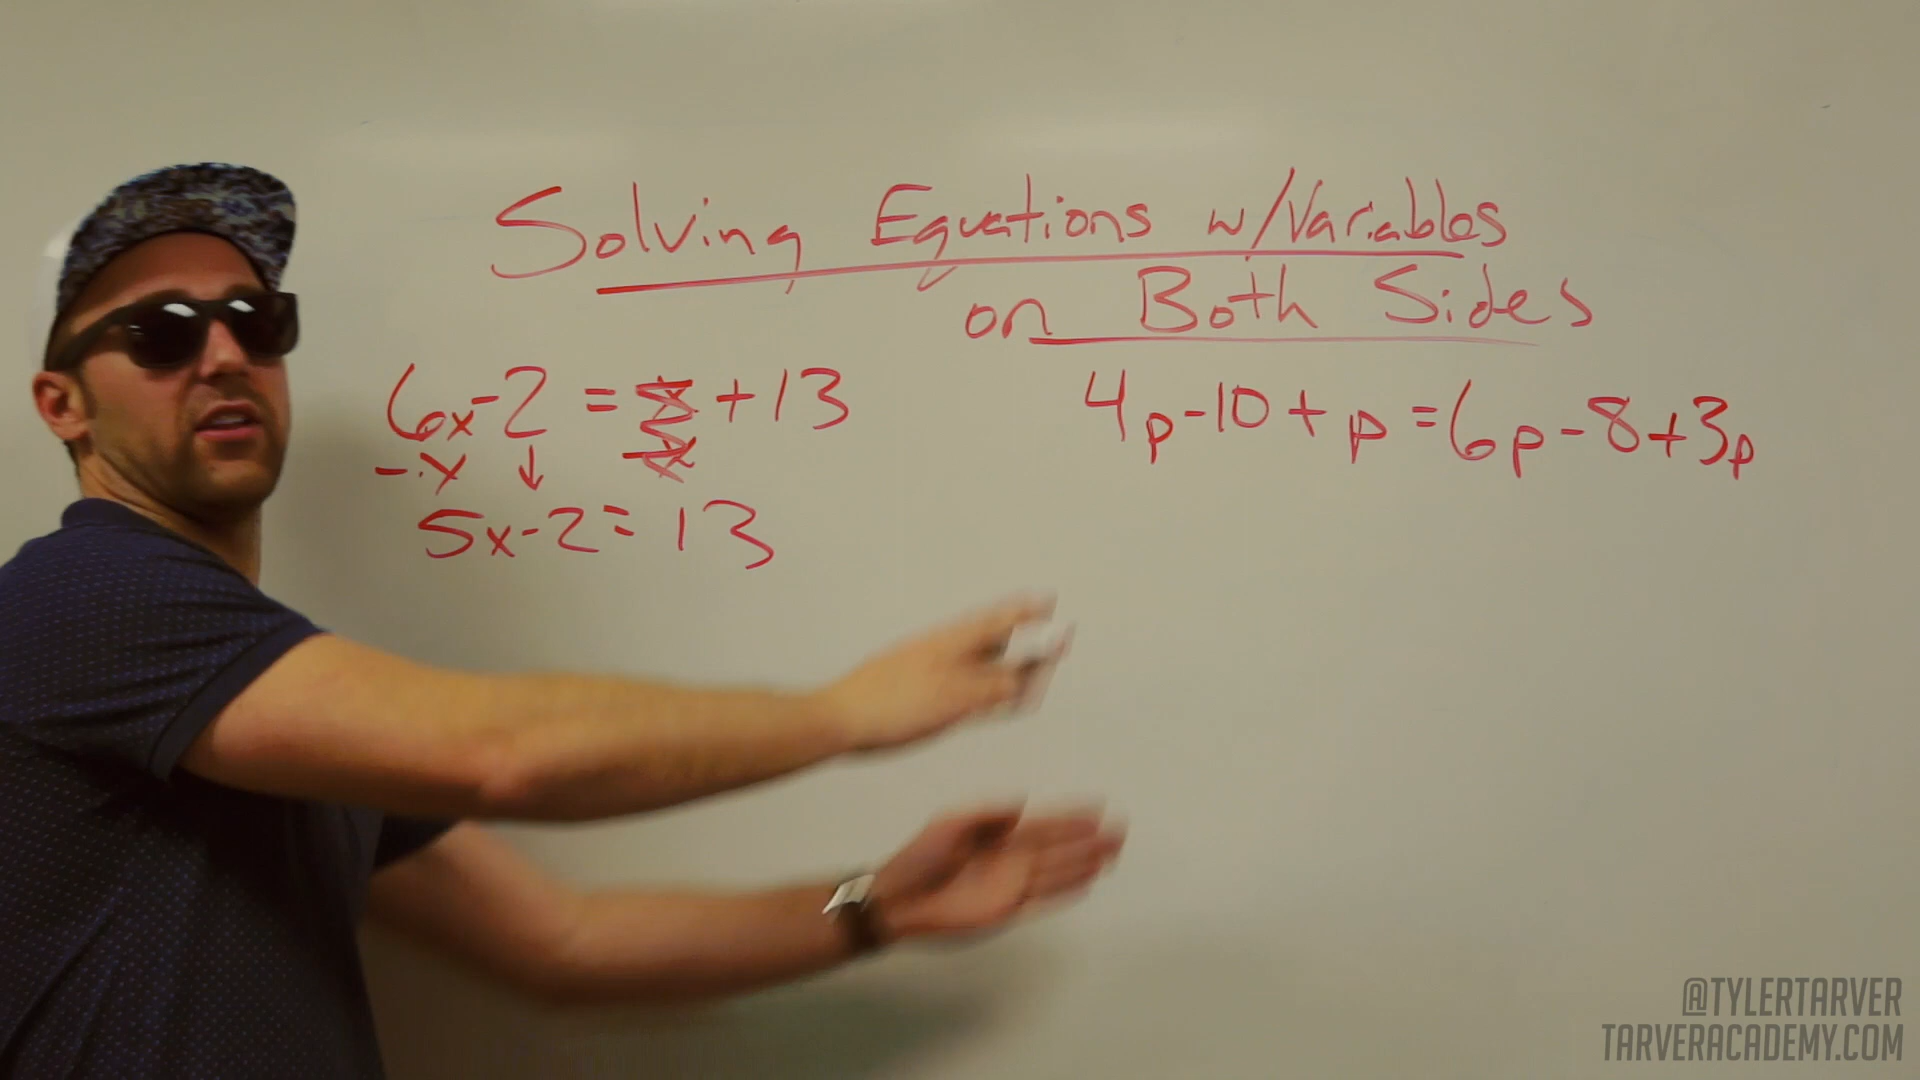 Solving Equations w/Variables
on Both Sides
6x-2 = x + 13
-x ↓ -x
5x-2 = 13
4p-10+p=6p-8+3p
@TYLERTARVER
TARVERACADEMY.COM